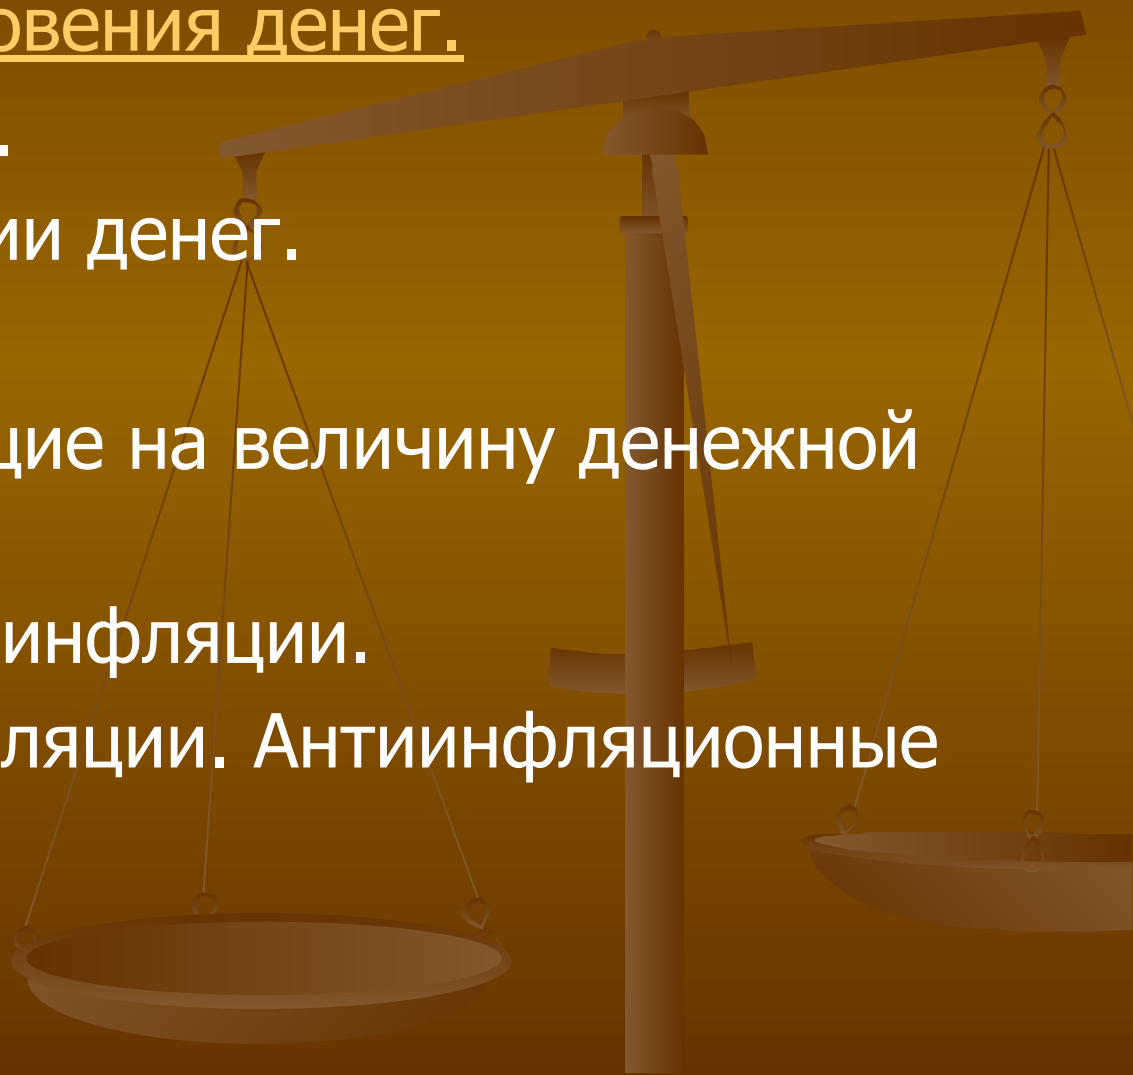 овения денег.
.
ии денег.
щие на величину денежной
инфляции.
ляции. Антиинфляционные